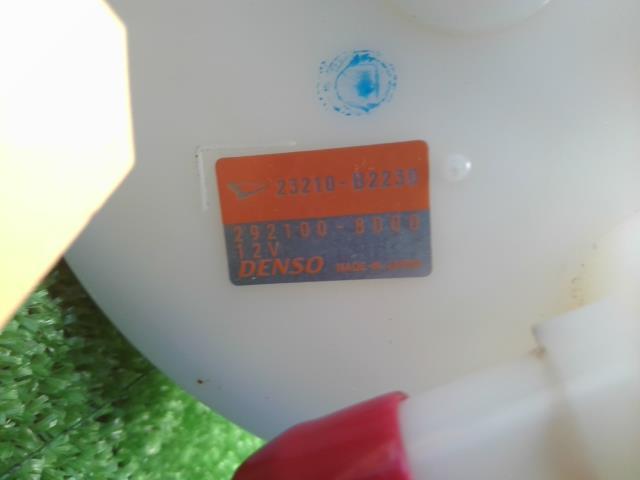 23210-B2230
292100-8000
12V
DENSO MADE IN JAPAN